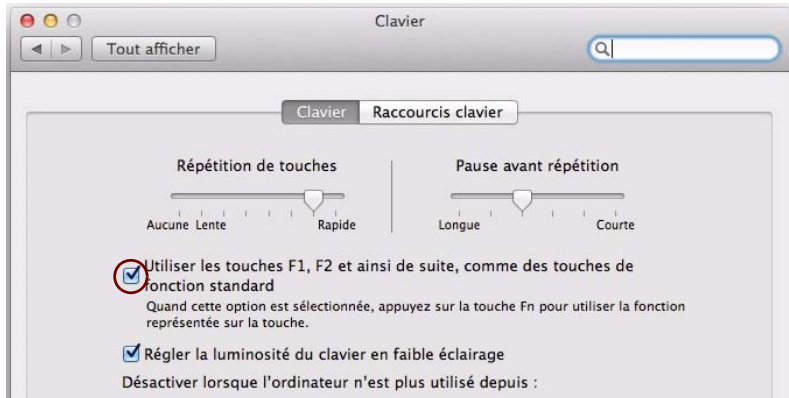 Clavier
Tout afficher
Clavier Raccourcis clavier
Répétition de touches Pause avant répétition
Aucune Lente Rapide Longue Courte
Utiliser les touches F1, F2 et ainsi de suite, comme des touches de
fonction standard
Quand cette option est sélectionnée, appuyez sur la touche Fn pour utiliser la fonction
représentée sur la touche.
Régler la luminosité du clavier en faible éclairage
Désactiver lorsque l'ordinateur n'est plus utilisé depuis :